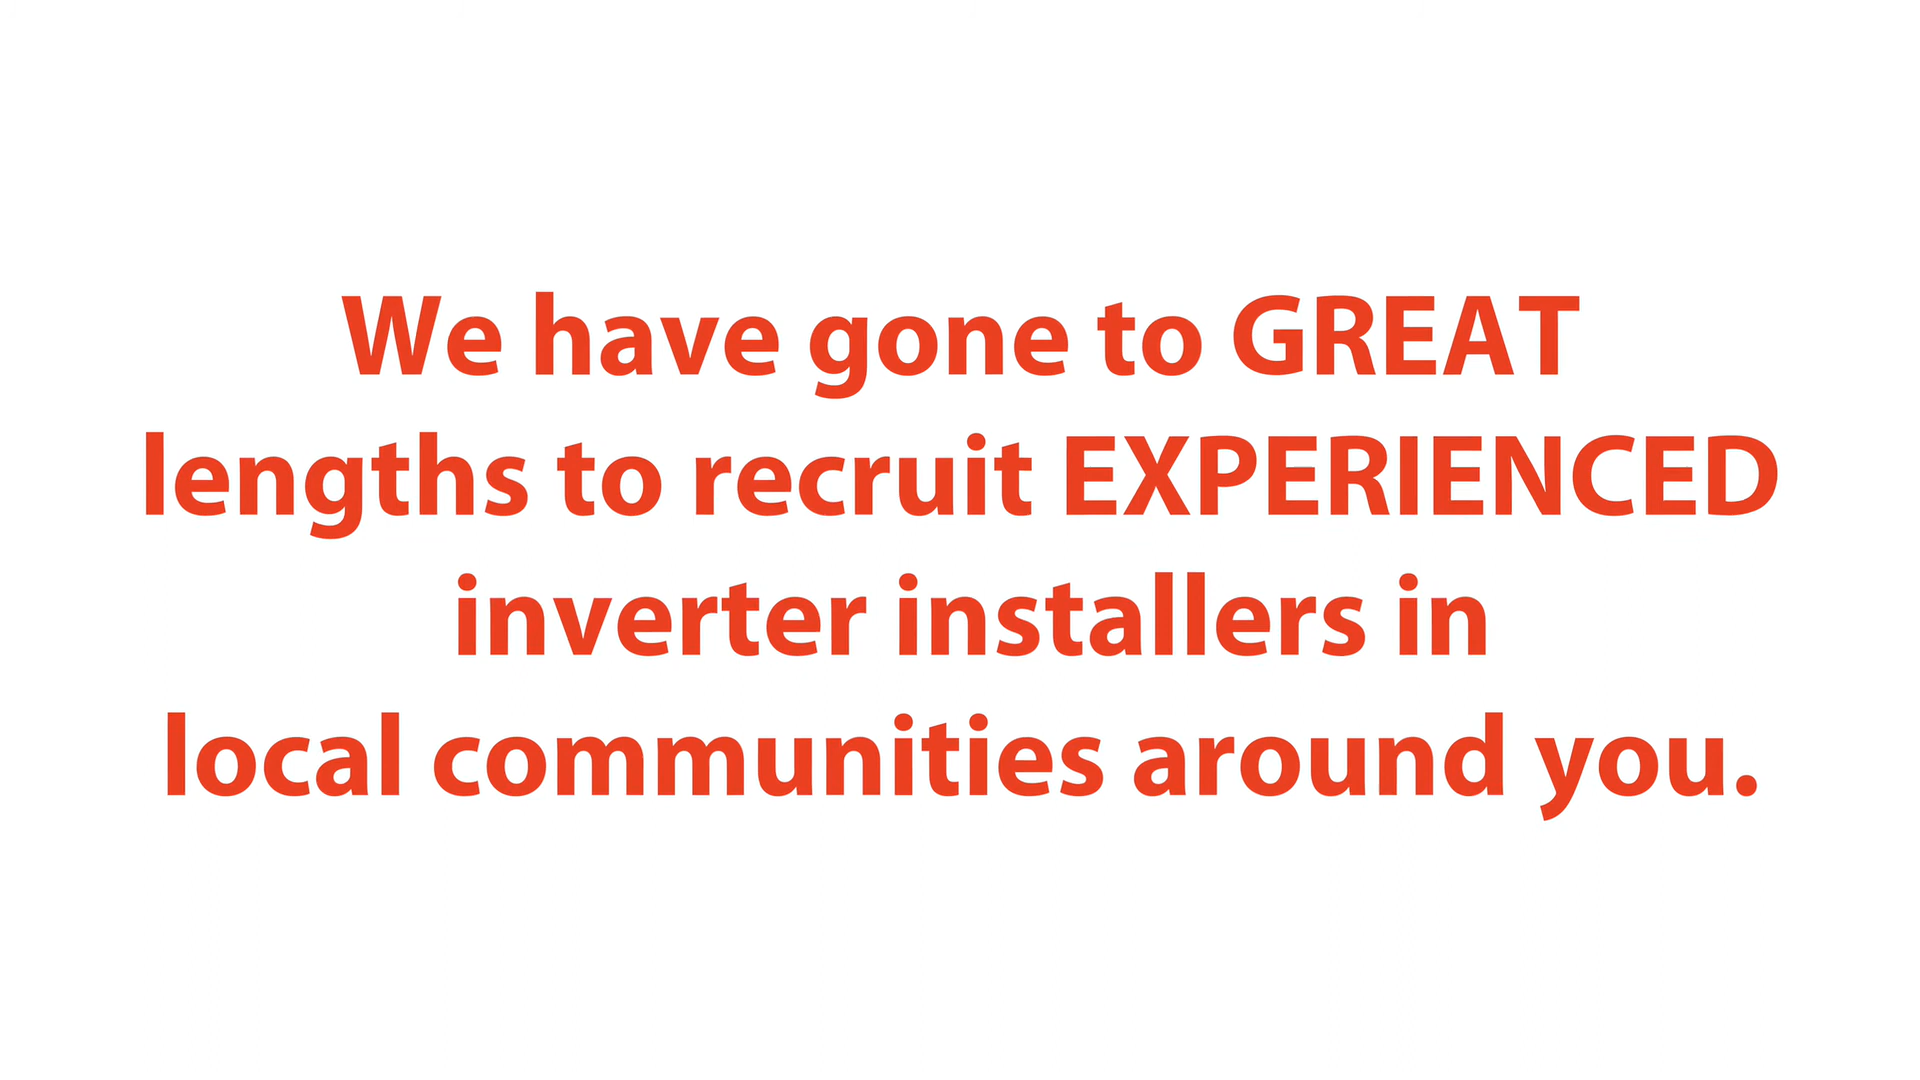 We have gone to GREAT
lengths to recruit EXPERIENCED
inverter installers in
local communities around you.